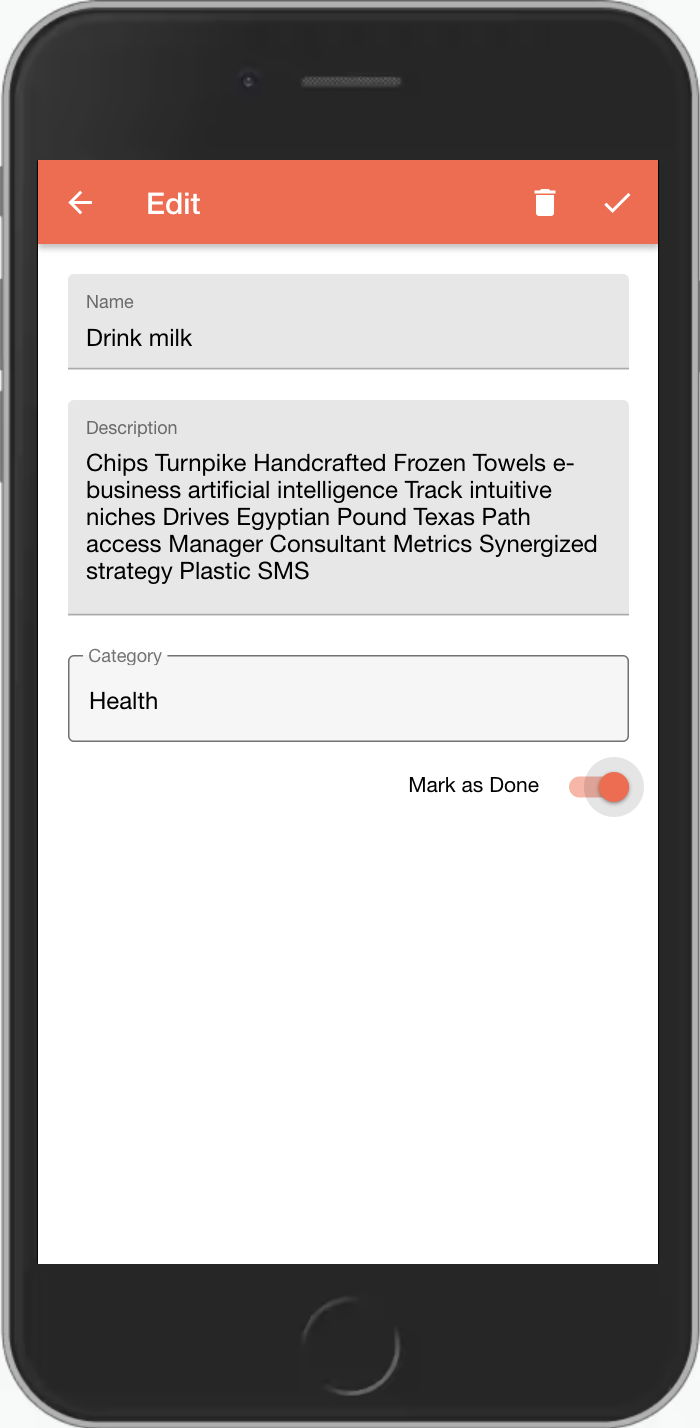 Edit
Name
Drink milk
Description
Chips Turnpike Handcrafted Frozen Towels e-
business artificial intelligence Track intuitive
niches Drives Egyptian Pound Texas Path
access Manager Consultant Metrics Synergized
strategy Plastic SMS
Category
Health
Mark as Done